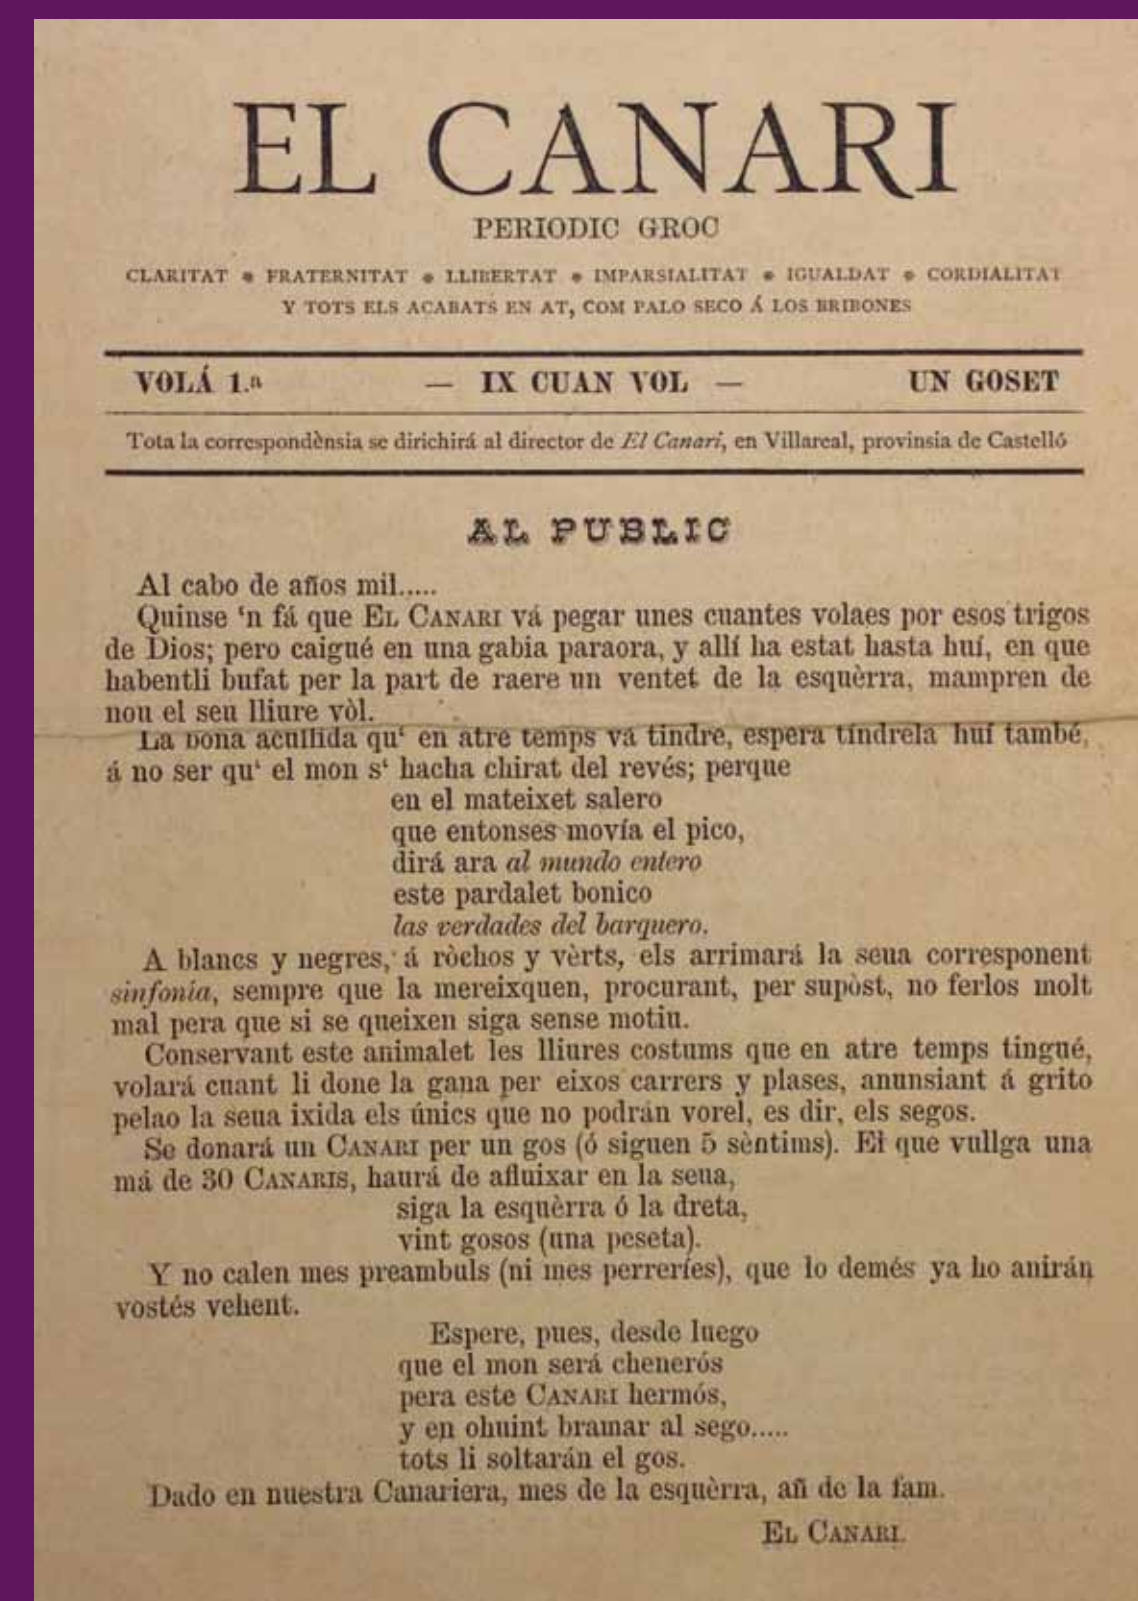 EL CANARI
PERIODIC GROC
CLARITAT * FRATERNITAT * LLIBERTAT * IMPARSIALITAT * IGUALDAT * CORDIALITAT
Y TOTS ELS ACABATS EN AT, COM PALO SECO Á LOS BRIBONES
VOLÁ 1.ª — IX CUAN VOL — UN GOSET
Tota la correspondènsia se dirichirá al director de El Canari, en Villareal, provinsia de Castelló
AL PUBLIC
Al cabo de años mil.....
Quinse ‘n fá que EL CANARI vá pegar unes cuantes volaes por esos trigos
de Dios; pero caigué en una gabia paraora, y allí ha estat hasta huí, en que
habentli bufat per la part de raere un ventet de la esquèrra, mampren de
nou el seu lliure vòl.
La bona acullida qu‘ en atre temps vá tindre, espera tíndrela huí també,
á no ser qu‘ el mon s‘ hacha chirat del revés; perque
en el mateixet salero
que entonses movía el pico,
dirá ara al mundo entero
este pardalet bonico
las verdades del barquero.
A blancs y negres, á ròchos y vèrts, els arrimará la seua corresponent
sinfonía, sempre que la mereixquen, procurant, per supòst, no ferlos molt
mal pera que si se queixen siga sense motiu.
Conservant este animalet les lliures costums que en atre temps tingué,
volará cuant li done la gana per eixos carrers y plases, anunsiant á grito
pelao la seua ixida els únics que no podrán vorel, es dir, els segos.
Se donará un CANARI per un gos (ó siguen 5 sèntims). El que vullga una
má de 30 CANARIS, haurá de afluixar en la seua,
siga la esquèrra ó la dreta,
vint gosos (una peseta).
Y no calen mes preambuls (ni mes perreríes), que lo demés ya ho anirán
vostés vehent.
Espere, pues, desde luego
que el mon será chenerós
pera este CANARI hermós,
y en ohuint bramar al sego.....
tots li soltarán el gos.
Dado en nuestra Canariera, mes de la esquèrra, añ de la fam.
EL CANARI.